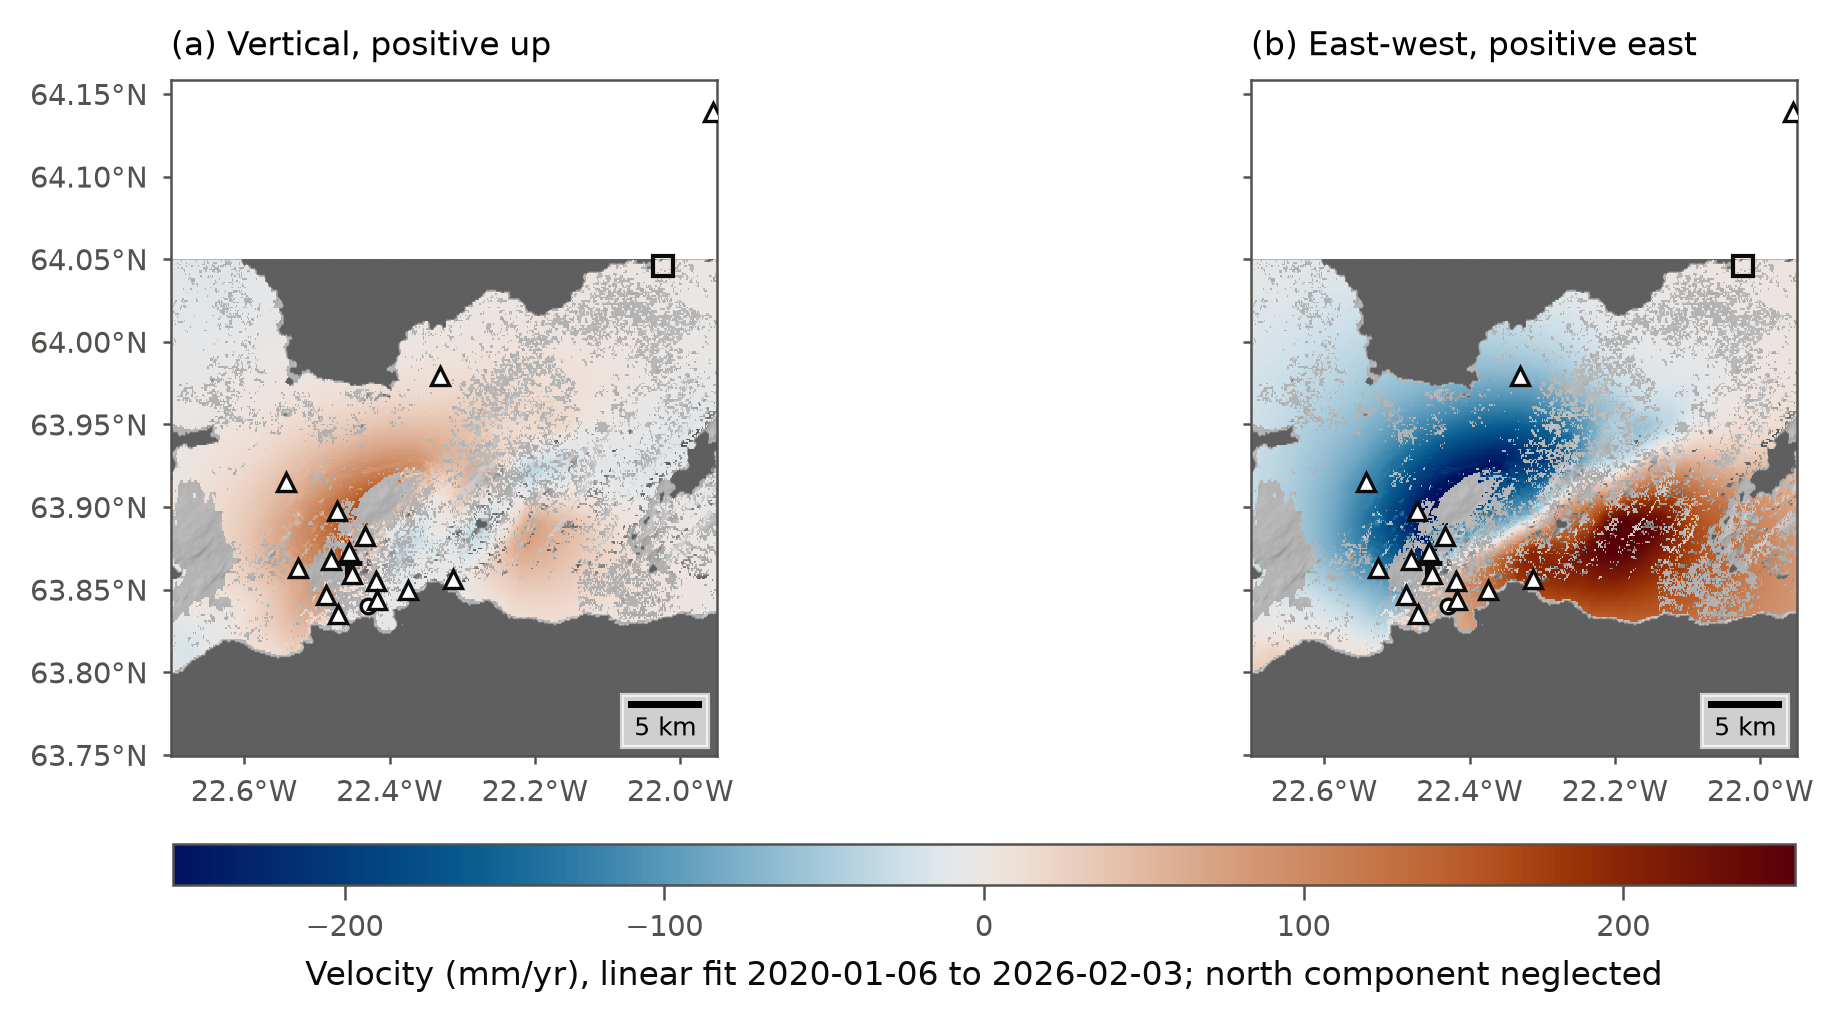 (a) Vertical, positive up
(b) East-west, positive east
64.15°N
64.10°N
64.05°N
64.00°N
63.95°N
63.90°N
63.85°N
63.80°N
63.75°N
5 km
5 km
22.6°W 22.4°W 22.2°W 22.0°W
22.6°W 22.4°W 22.2°W 22.0°W
−200 −100 0 100 200
Velocity (mm/yr), linear fit 2020-01-06 to 2026-02-03; north component neglected